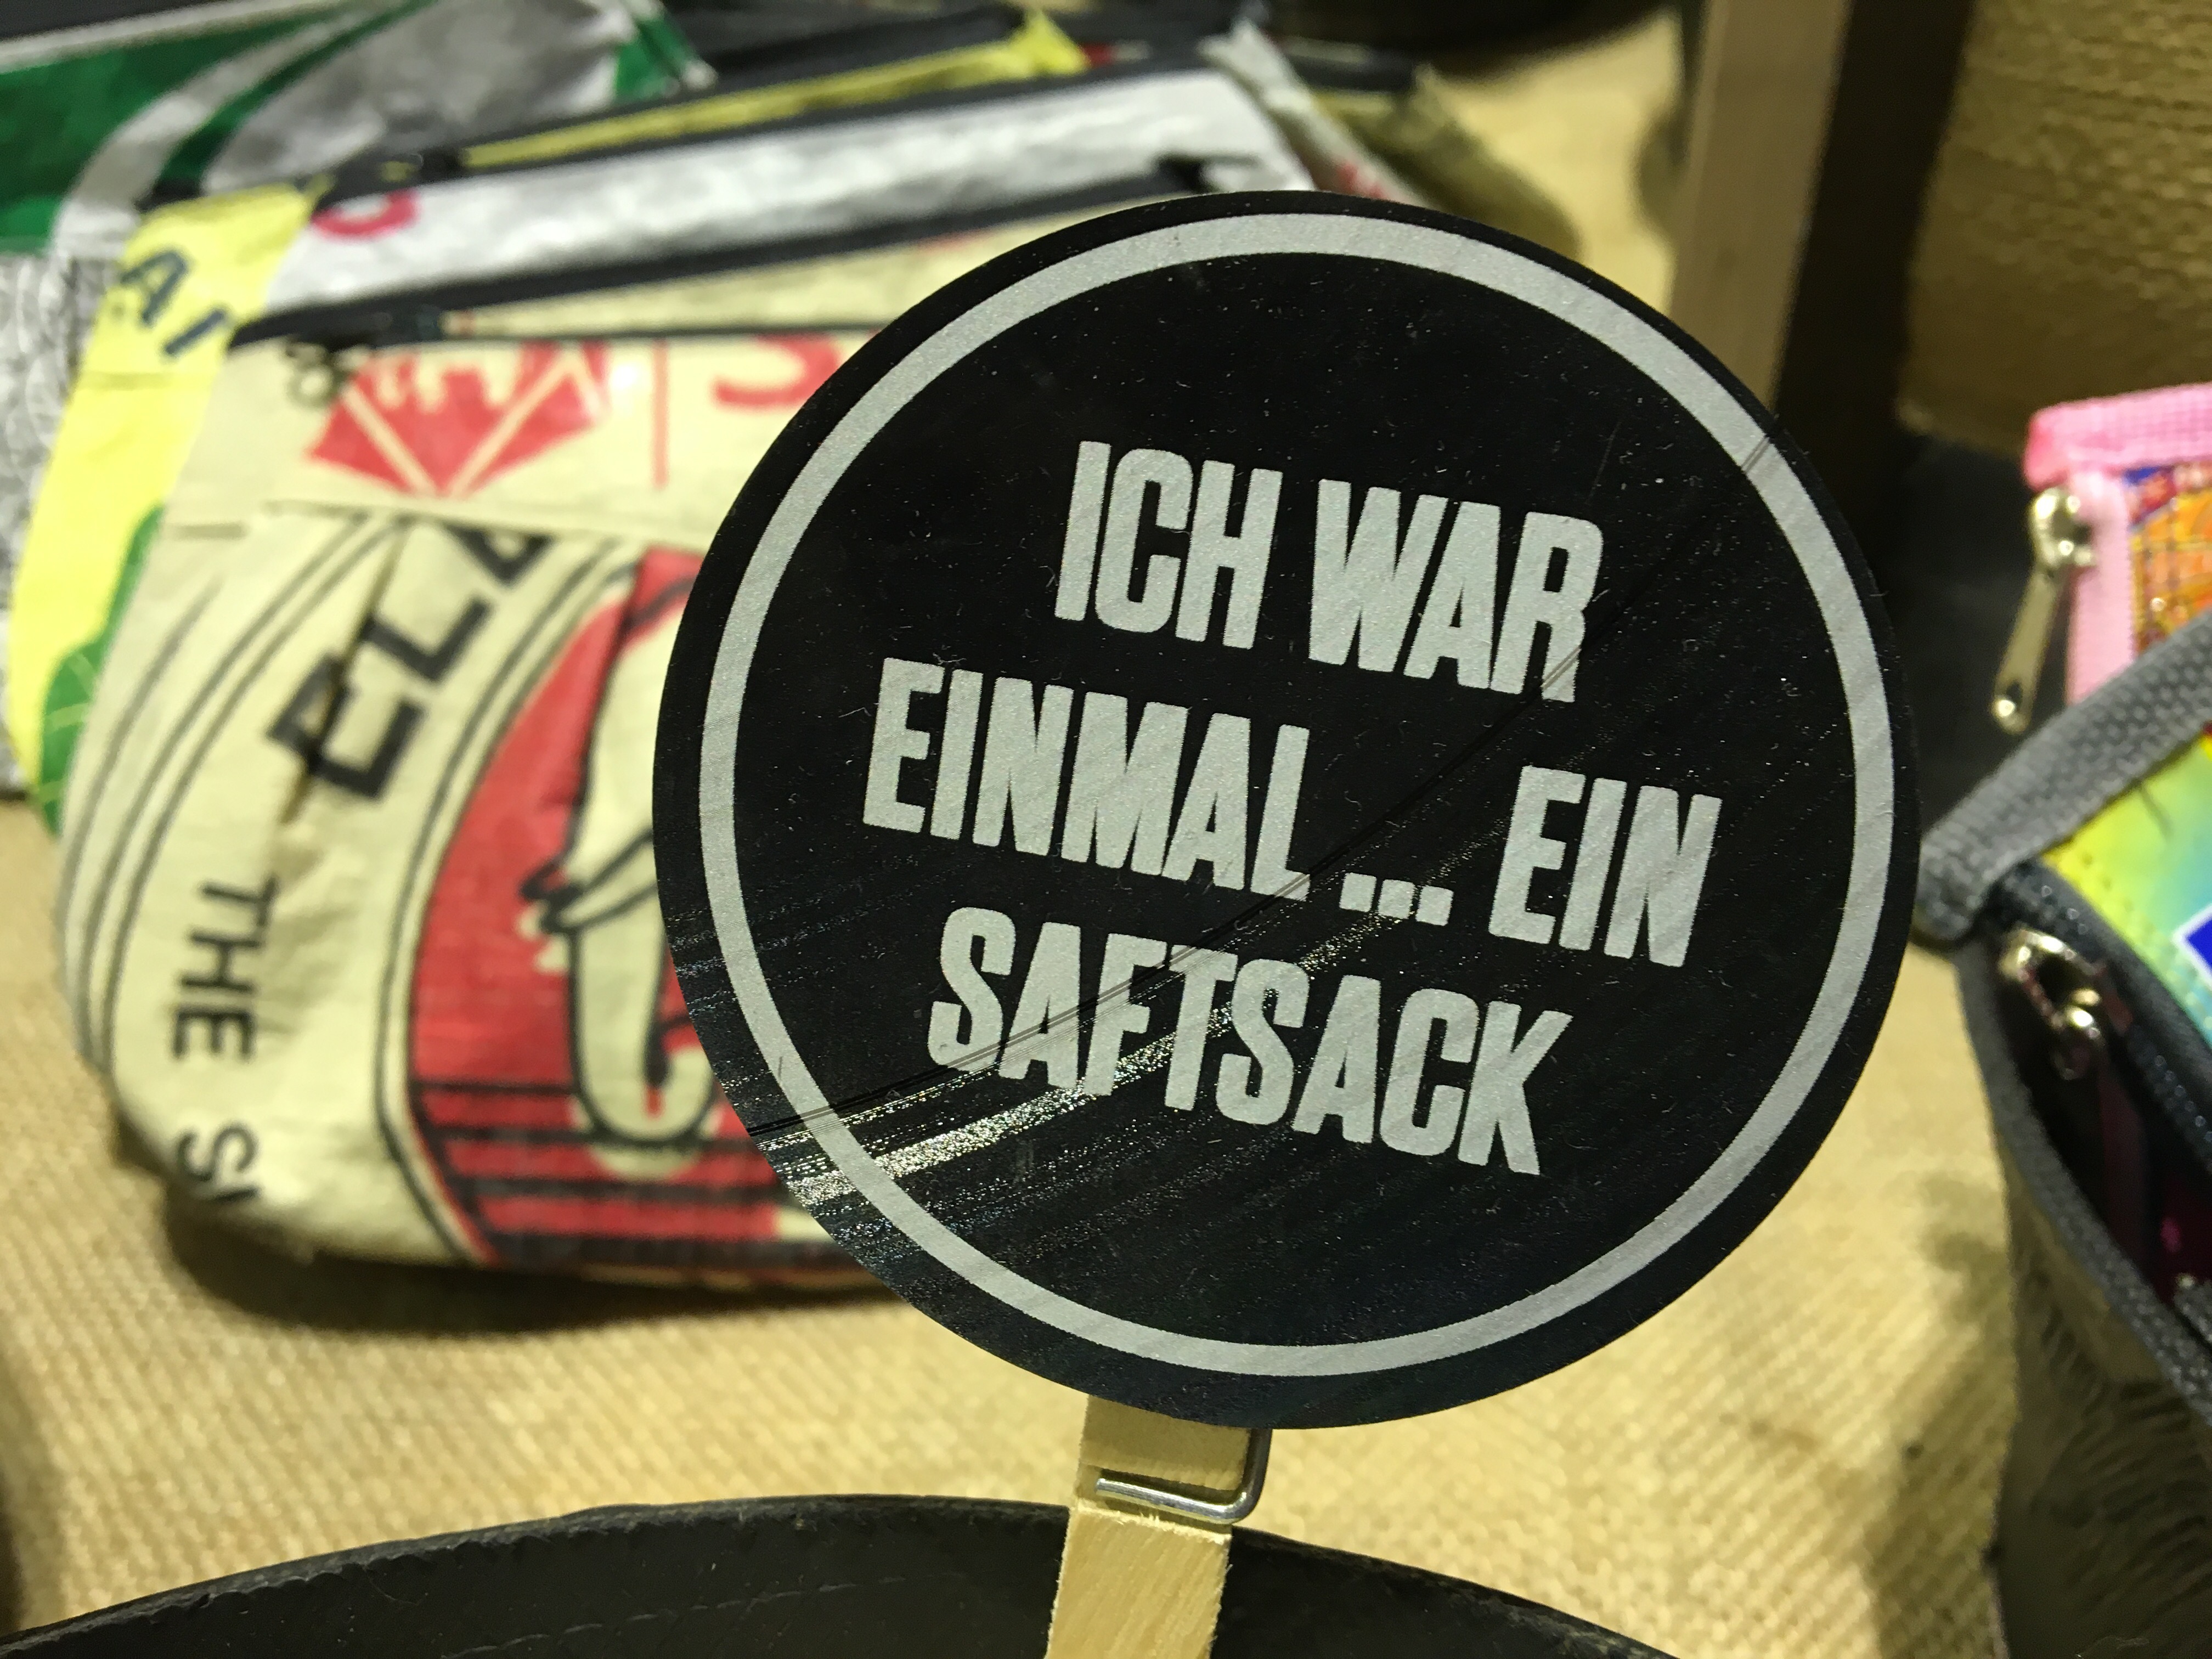 ICH WAR
EINMAL ... EIN
SAFTSACK
THE